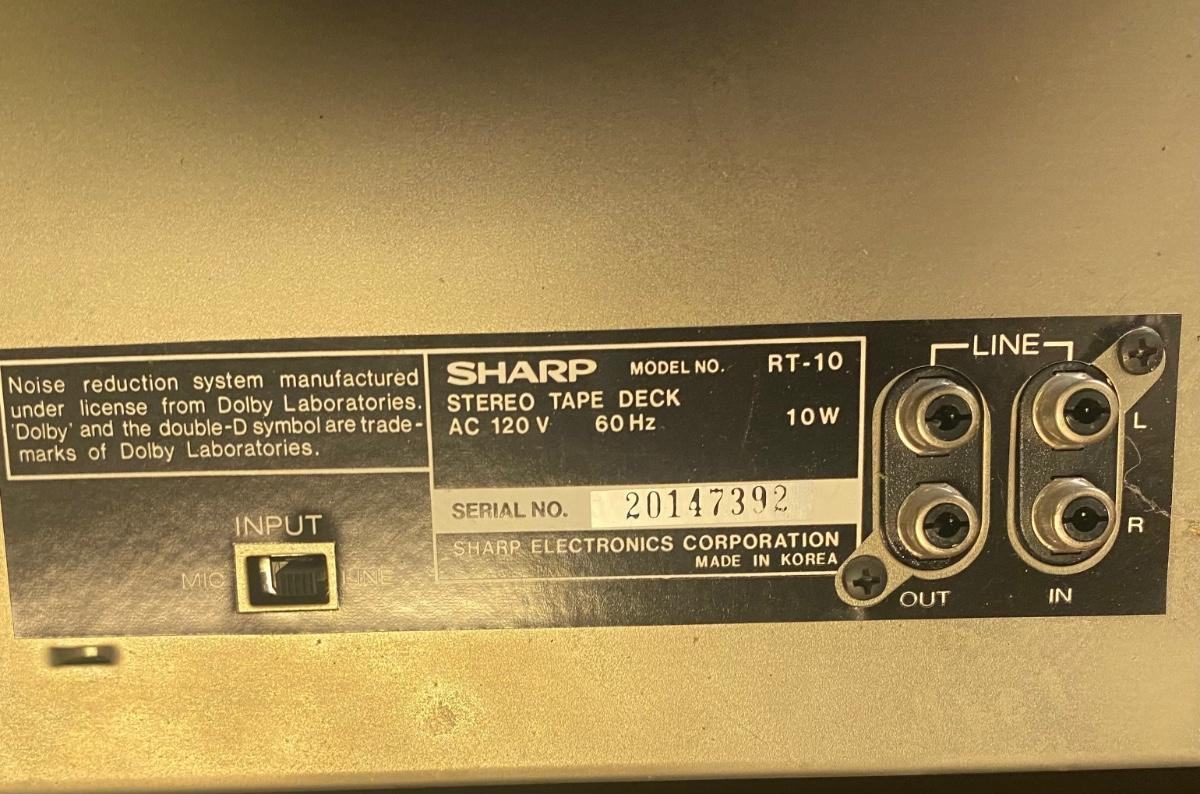 Noise reduction system manufactured
under license from Dolby Laboratories.
'Dolby' and the double-D symbol are trade-
marks of Dolby Laboratories.
INPUT
MIC LINE
SHARP MODEL NO. RT-10
STEREO TAPE DECK
AC 120 V 60 Hz 10 W
SERIAL NO. 20147392
SHARP ELECTRONICS CORPORATION
MADE IN KOREA
LINE
L
R
OUT IN